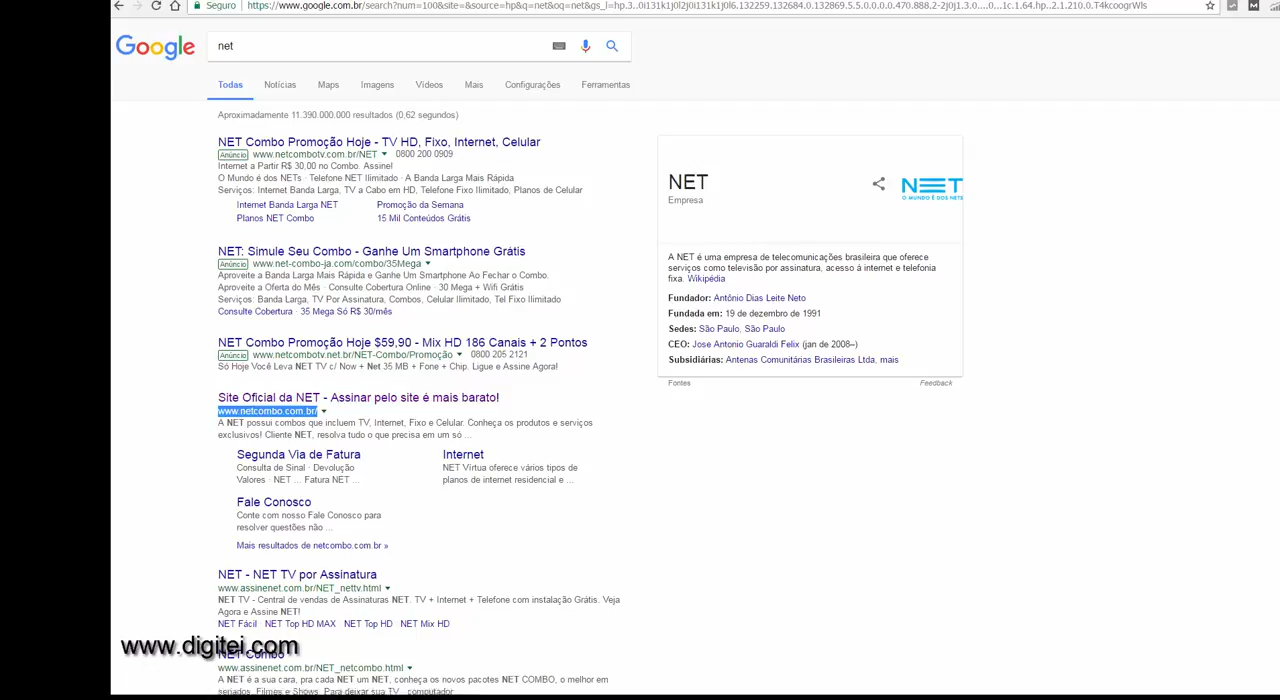 Seguro
https://www.google.com.br/search?num=100&site=&source=hp&q=net&oq=net&gs_l=hp.3..0i131k1j0l2j0i131k1j0l6.132259.132684.0.132869.5.5.0.0.0.0.470.888.2-2j0j1.3.0....0...1c.1.64.hp..2.1.210.0.T4kcoogrWls
Google
net
Todas Notícias Maps Imagens Vídeos Mais Configurações Ferramentas
Aproximadamente 11.390.000.000 resultados (0,62 segundos)
NET Combo Promoção Hoje - TV HD, Fixo, Internet, Celular
Anúncio www.netcombotv.com.br/NET 0800 200 0909
Internet a Partir R$ 30,00 no Combo. Assine!
O Mundo é dos NETs · Telefone NET Ilimitado · A Banda Larga Mais Rápida
Serviços: Internet Banda Larga, TV a Cabo em HD, Telefone Fixo Ilimitado, Planos de Celular
Internet Banda Larga NET Promoção da Semana
Planos NET Combo 15 Mil Conteúdos Grátis
NET: Simule Seu Combo - Ganhe Um Smartphone Grátis
Anúncio www.net-combo-ja.com/combo/35Mega
Aproveite a Banda Larga Mais Rápida e Ganhe Um Smartphone Ao Fechar o Combo.
Aproveite a Oferta do Mês · Consulte Cobertura Online · 30 Mega + Wifi Grátis
Serviços: Banda Larga, TV Por Assinatura, Combos, Celular Ilimitado, Tel Fixo Ilimitado
Consulte Cobertura · 35 Mega Só R$ 30/mês
NET Combo Promoção Hoje $59,90 - Mix HD 186 Canais + 2 Pontos
Anúncio www.netcombotv.net.br/NET-Combo/Promoção 0800 205 2121
Só Hoje Você Leva NET TV c/ Now + Net 35 MB + Fone + Chip. Ligue e Assine Agora!
Site Oficial da NET - Assinar pelo site é mais barato!
www.netcombo.com.br/
A NET possui combos que incluem TV, Internet, Fixo e Celular. Conheça os produtos e serviços
exclusivos! Cliente NET, resolva tudo o que precisa em um só ...
Segunda Via de Fatura
Consulta de Sinal · Devolução
Valores · NET ... Fatura NET ...
Internet
NET Vírtua oferece vários tipos de
planos de internet residencial e ...
Fale Conosco
Conte com nosso Fale Conosco para
resolver questões não ...
Mais resultados de netcombo.com.br »
NET - NET TV por Assinatura
www.assinenet.com.br/NET_nettv.html
NET TV - Central de vendas de Assinaturas NET. TV + Internet + Telefone com instalação Grátis. Veja
Agora e Assine NET!
NET Fácil NET Top HD MAX NET Top HD NET Mix HD
www.digitei.com
NET Combo
www.assinenet.com.br/NET_netcombo.html
A NET é a sua cara, pra cada NET um NET, conheça os novos pacotes NET COMBO, o melhor em
seriados, Filmes e Shows. Para deixar sua TV , computador
NET
Empresa
NET
O MUNDO É DOS NETS
A NET é uma empresa de telecomunicações brasileira que oferece
serviços como televisão por assinatura, acesso à internet e telefonia
fixa. Wikipédia
Fundador: Antônio Dias Leite Neto
Fundada em: 19 de dezembro de 1991
Sedes: São Paulo, São Paulo
CEO: Jose Antonio Guaraldi Felix (jan de 2008–)
Subsidiárias: Antenas Comunitárias Brasileiras Ltda, mais
Fontes Feedback